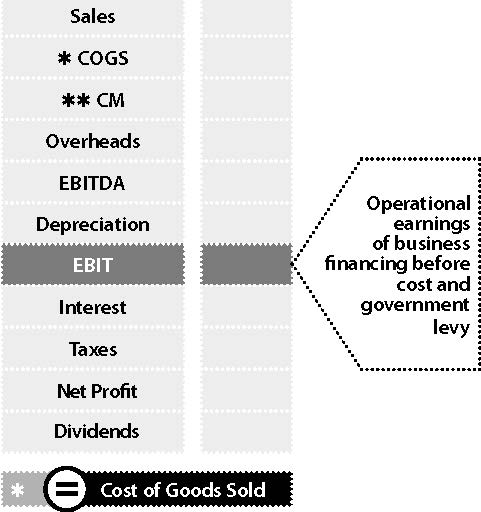 Sales
* COGS
** CM
Overheads
EBITDA
Depreciation
EBIT
Interest
Taxes
Net Profit
Dividends
Operational
earnings
of business
financing before
cost and
government
levy
* = Cost of Goods Sold